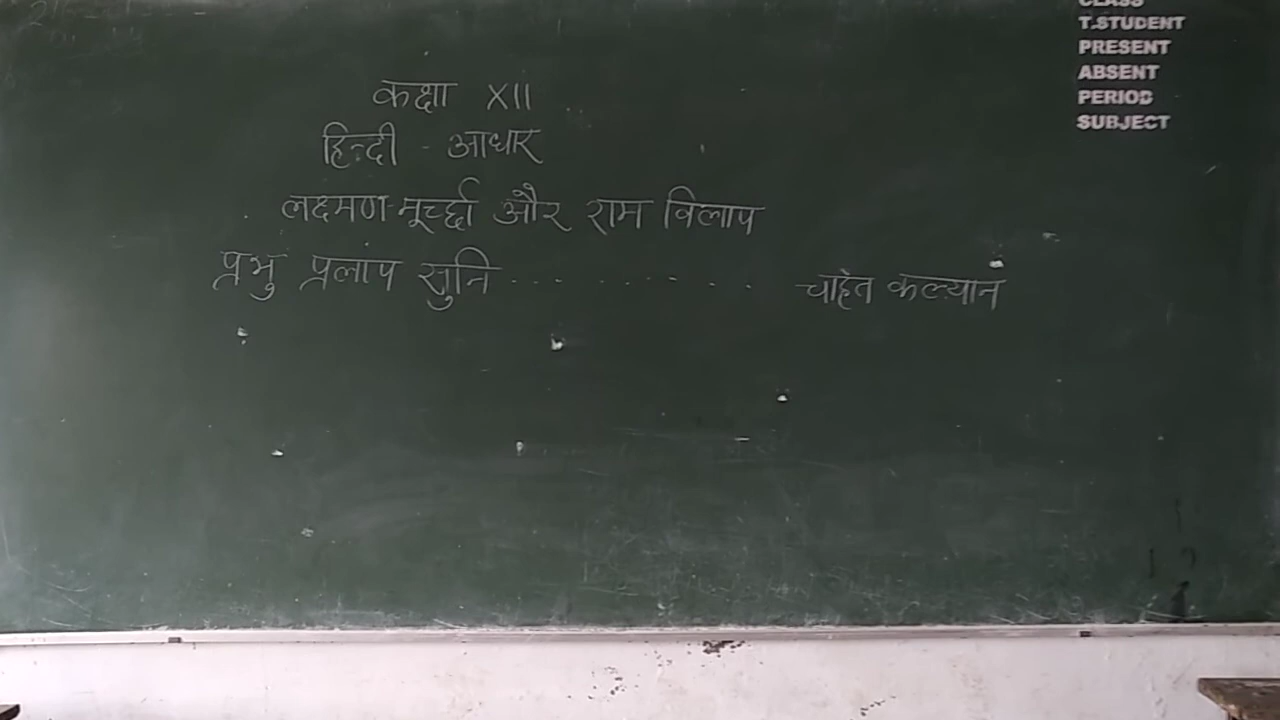 CLASS
T.STUDENT
PRESENT
ABSENT
PERIOD
SUBJECT
कक्षा XII
हिन्दी - आधार
लक्ष्मण-मूर्च्छा और राम विलाप
प्रभु प्रलाप सुनि . . . . . . . . . चाहत कल्यान